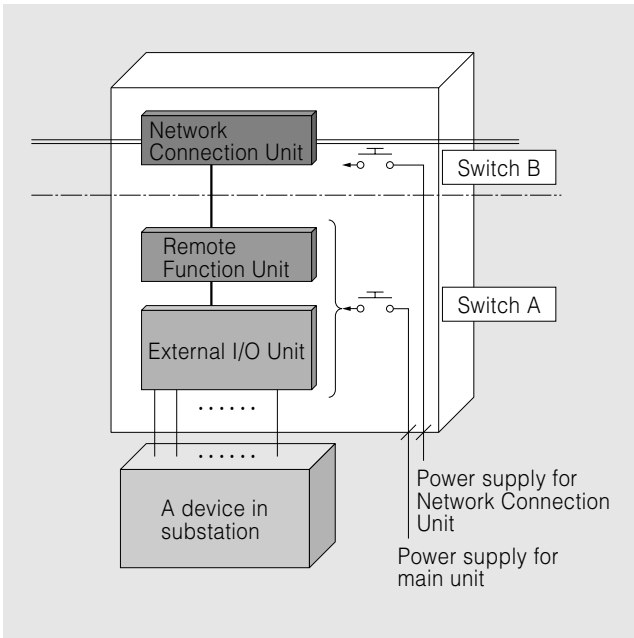 Network
Connection Unit
Switch B
Remote
Function Unit
Switch A
External I/O Unit
A device in
substation
Power supply for
Network Connection
Unit
Power supply for
main unit